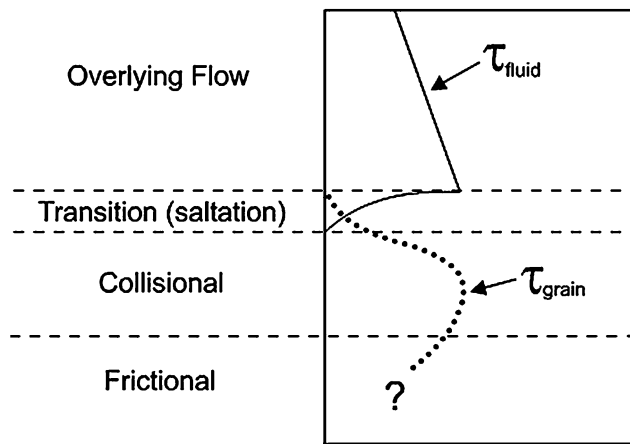 Overlying Flow
τfluid
Transition (saltation)
Collisional
τgrain
Frictional
?